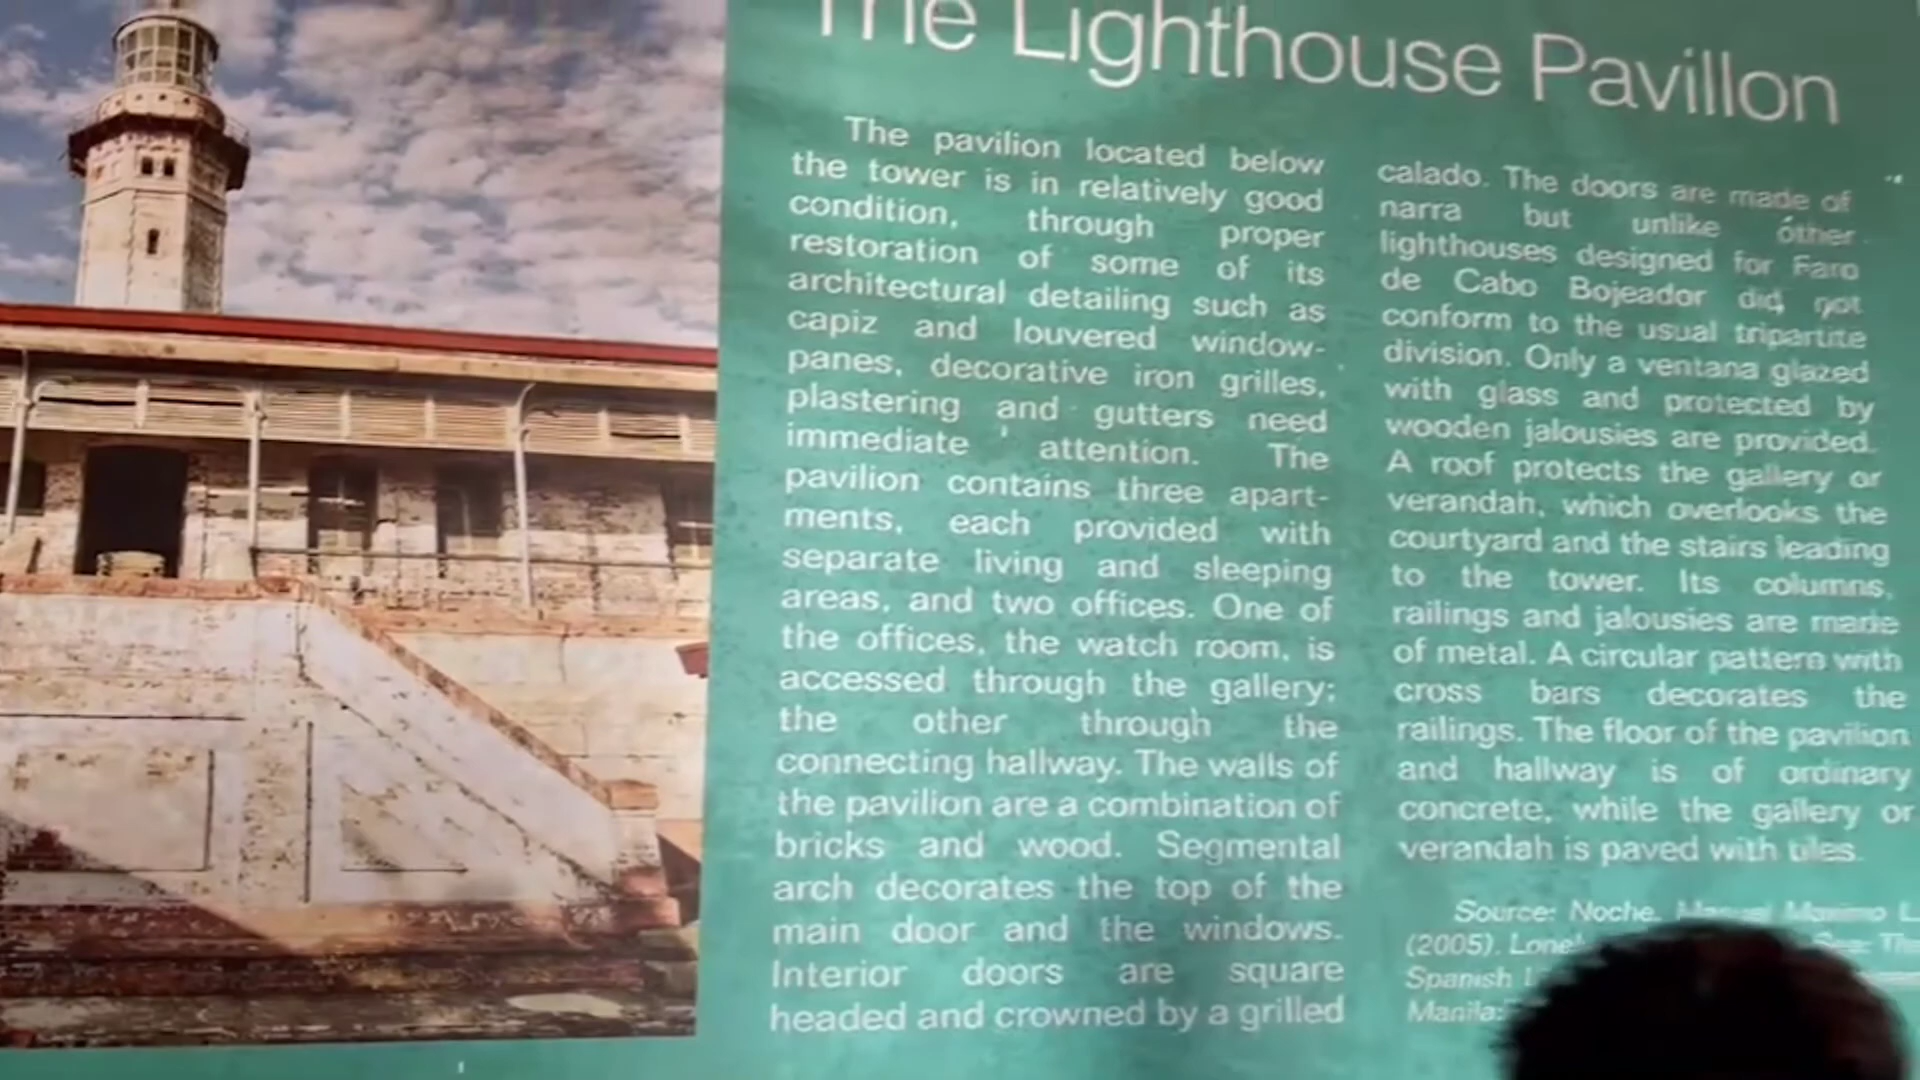 The Lighthouse Pavillon
The pavilion located below
the tower is in relatively good
condition, through proper
restoration of some of its
architectural detailing such as
capiz and louvered window-
panes, decorative iron grilles,
plastering and gutters need
immediate attention. The
pavilion contains three apart-
ments, each provided with
separate living and sleeping
areas, and two offices. One of
the offices, the watch room, is
accessed through the gallery;
the other through the
connecting hallway. The walls of
the pavilion are a combination of
bricks and wood. Segmental
arch decorates the top of the
main door and the windows.
Interior doors are square
headed and crowned by a grilled
calado. The doors are made of
narra but unlike other
lighthouses designed for Faro
de Cabo Bojeador did not
conform to the usual tripartite
division. Only a ventana glazed
with glass and protected by
wooden jalousies are provided.
A roof protects the gallery or
verandah, which overlooks the
courtyard and the stairs leading
to the tower. Its columns,
railings and jalousies are made
of metal. A circular pattern with
cross bars decorates the
railings. The floor of the pavilion
and hallway is of ordinary
concrete, while the gallery or
verandah is paved with tiles.
Source: Noche, Manuel Maximo L.
(2005). Sea: The
Spanish
Manila: